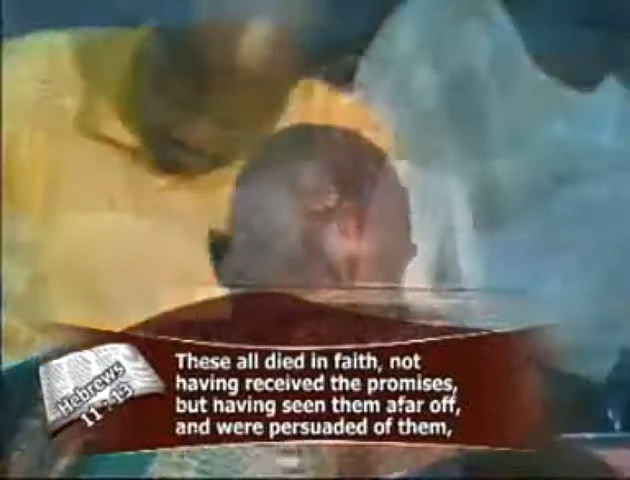 Hebrews
11:13
These all died in faith, not
having received the promises,
but having seen them afar off,
and were persuaded of them,